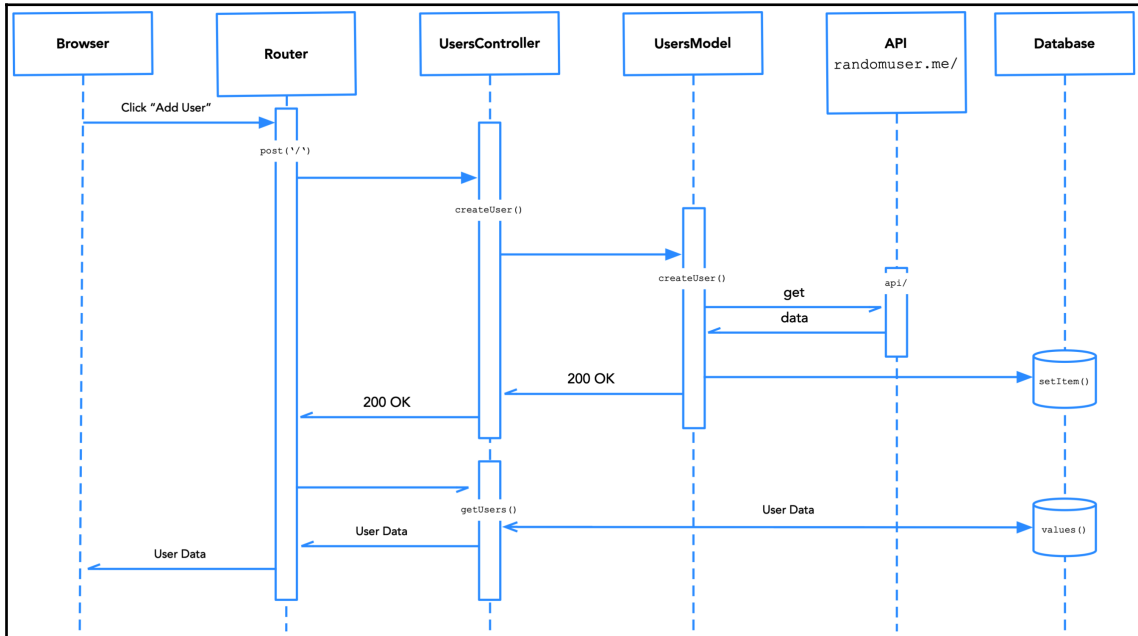 Browser
Router
UsersController
UsersModel
API
randomuser.me/
Database
Click “Add User”
post(‘/‘)
createUser()
createUser()
api/
get
data
setItem()
200 OK
200 OK
getUsers()
User Data
values()
User Data
User Data